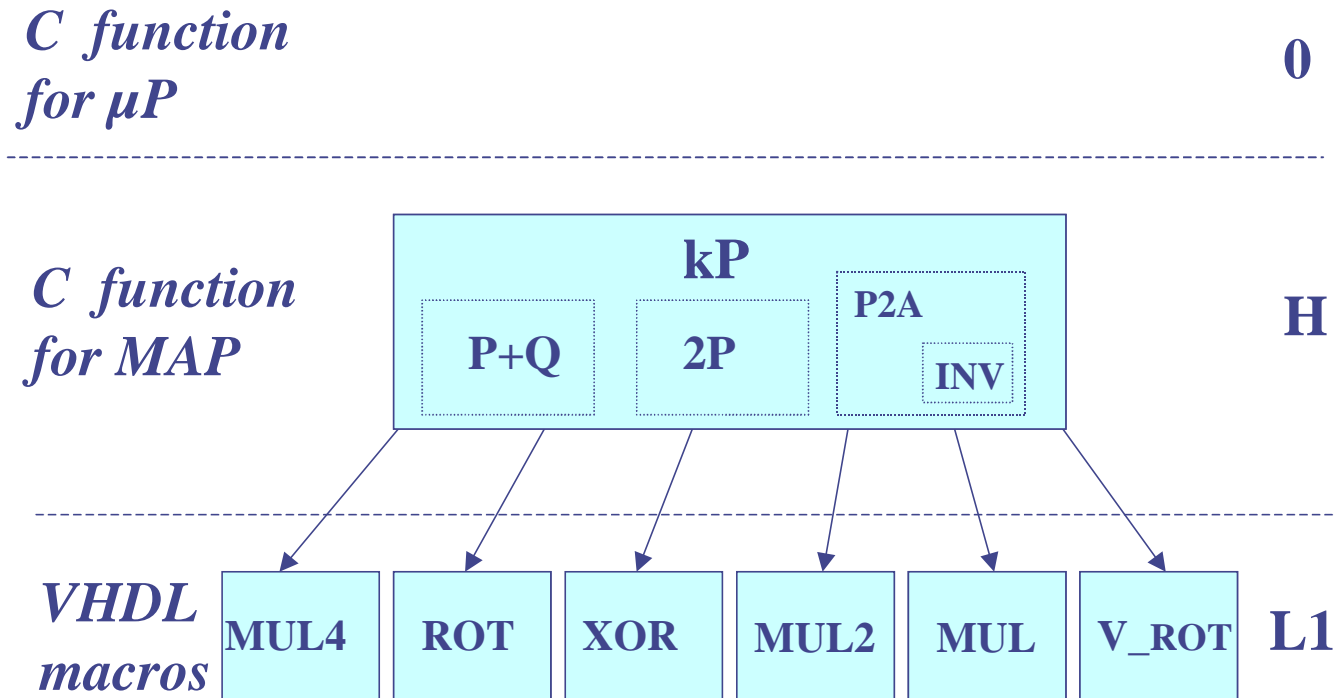 C function
for µP
0
C function
for MAP
kP
P+Q
2P
P2A
INV
H
VHDL
macros
MUL4
ROT
XOR
MUL2
MUL
V_ROT
L1